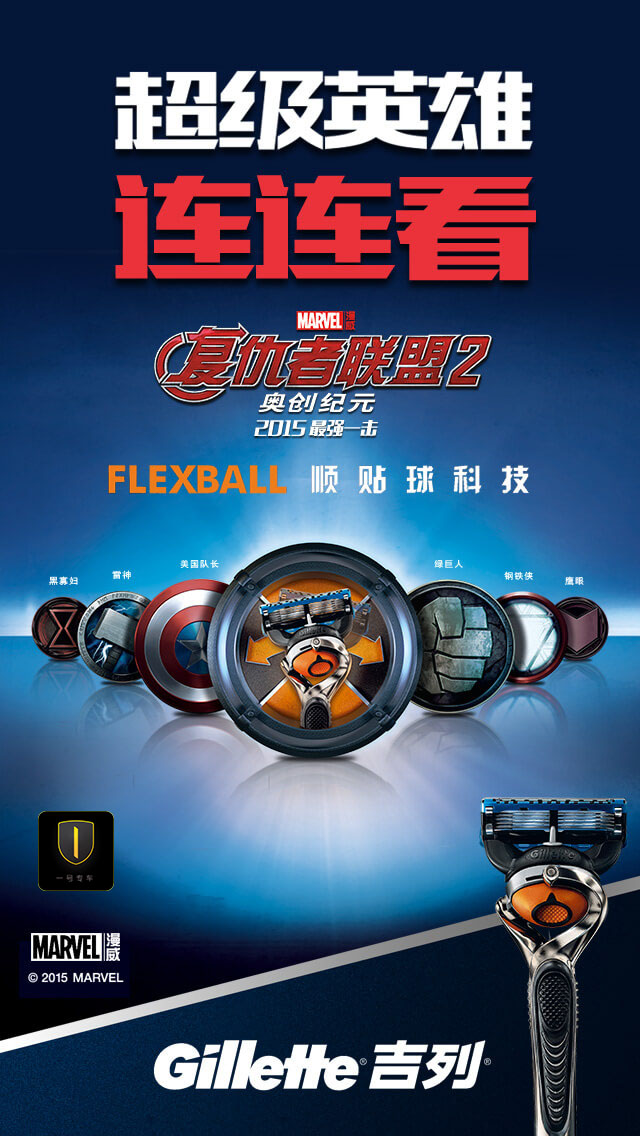 超级英雄
连连看
MARVEL 漫威
复仇者联盟2
奥创纪元
2015 最强一击
FLEXBALL 顺贴球科技
黑寡妇 雷神 美国队长 绿巨人 钢铁侠 鹰眼
Gillette
一号专车
MARVEL 漫威
© 2015 MARVEL
Gillette® 吉列®